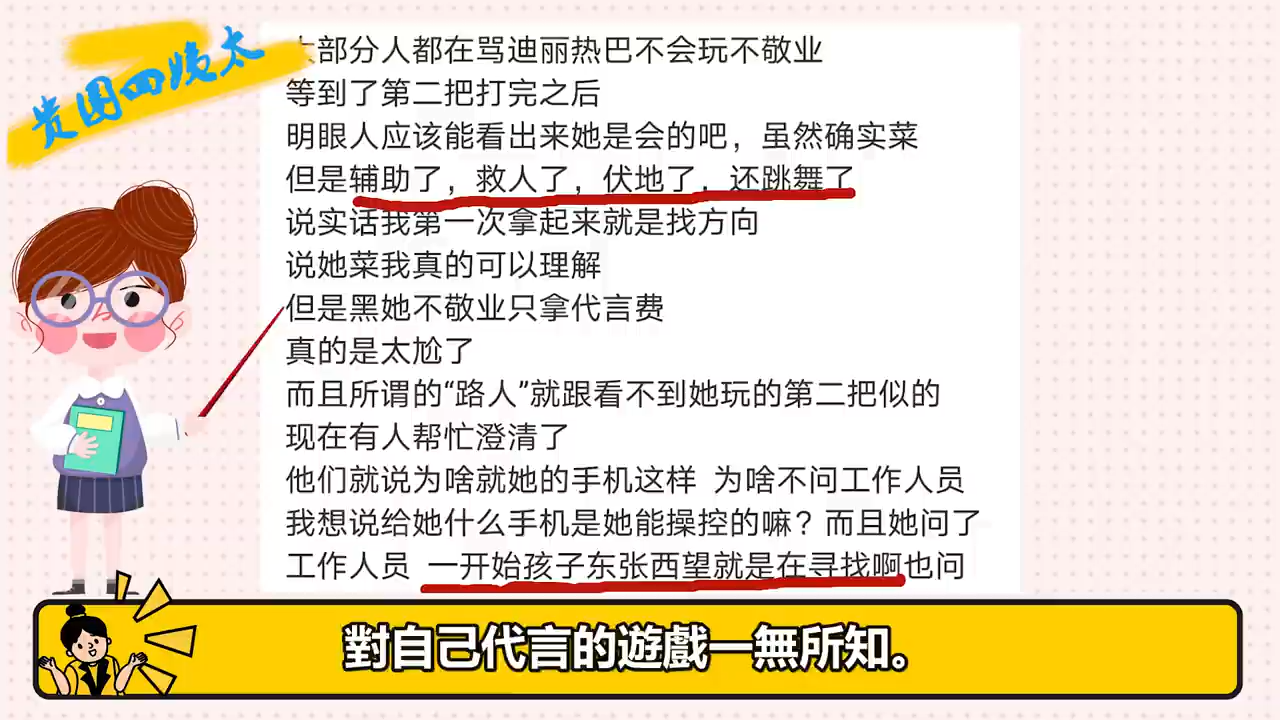 贵圈四姨太
大部分人都在骂迪丽热巴不会玩不敬业
等到了第二把打完之后
明眼人应该能看出来她是会的吧，虽然确实菜
但是辅助了，救人了，伏地了，还跳舞了
说实话我第一次拿起来就是找方向
说她菜我真的可以理解
但是黑她不敬业只拿代言费
真的是太尬了
而且所谓的“路人”就跟看不到她玩的第二把似的
现在有人帮忙澄清了
他们就说为啥就她的手机这样 为啥不问工作人员
我想说给她什么手机是她能操控的嘛？而且她问了
工作人员 一开始孩子东张西望就是在寻找啊也问
對自己代言的遊戲一無所知。